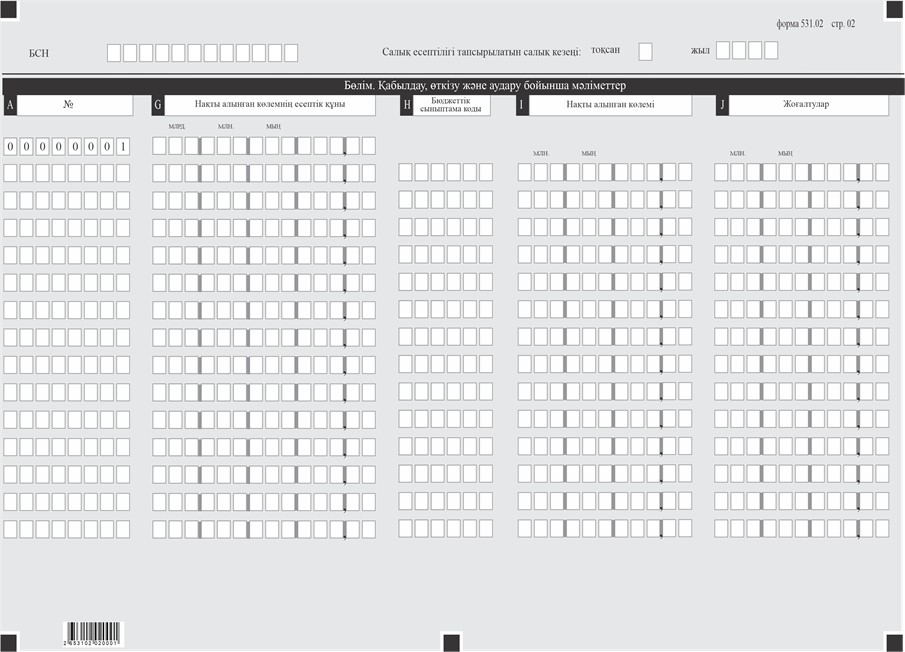 форма 531.02 стр. 02
БСН Салық есептілігі тапсырылатын салық кезеңі: тоқсан жыл
Бөлім. Қабылдау, өткізу және аудару бойынша мәліметтер
A № G Нақты алынған көлемнің есептік құны H Бюджеттік сыныптама коды I Нақты алынған көлемі J Жоғалтулар
млрд. млн. мың
0 0 0 0 0 0 0 1
млн. мың млн. мың
2 653102 020001